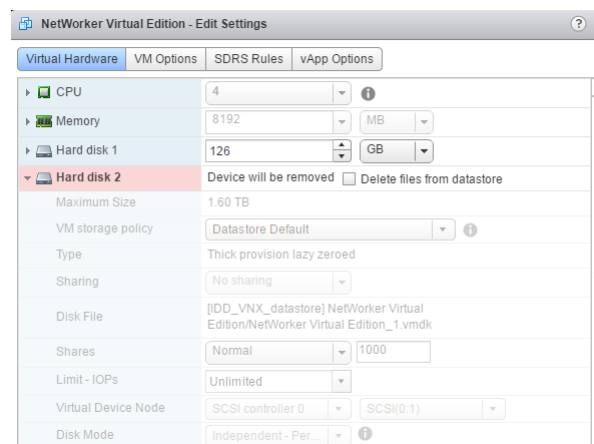 NetWorker Virtual Edition - Edit Settings ?
Virtual Hardware VM Options SDRS Rules vApp Options
CPU 4
Memory 8192 MB
Hard disk 1 126 GB
Hard disk 2 Device will be removed Delete files from datastore
Maximum Size 1.60 TB
VM storage policy Datastore Default
Type Thick provision lazy zeroed
Sharing No sharing
Disk File [IDD_VNX_datastore] NetWorker Virtual
Edition/NetWorker Virtual Edition_1.vmdk
Shares Normal 1000
Limit - IOPs Unlimited
Virtual Device Node SCSI controller 0 SCSI(0:1)
Disk Mode Independent - Per...